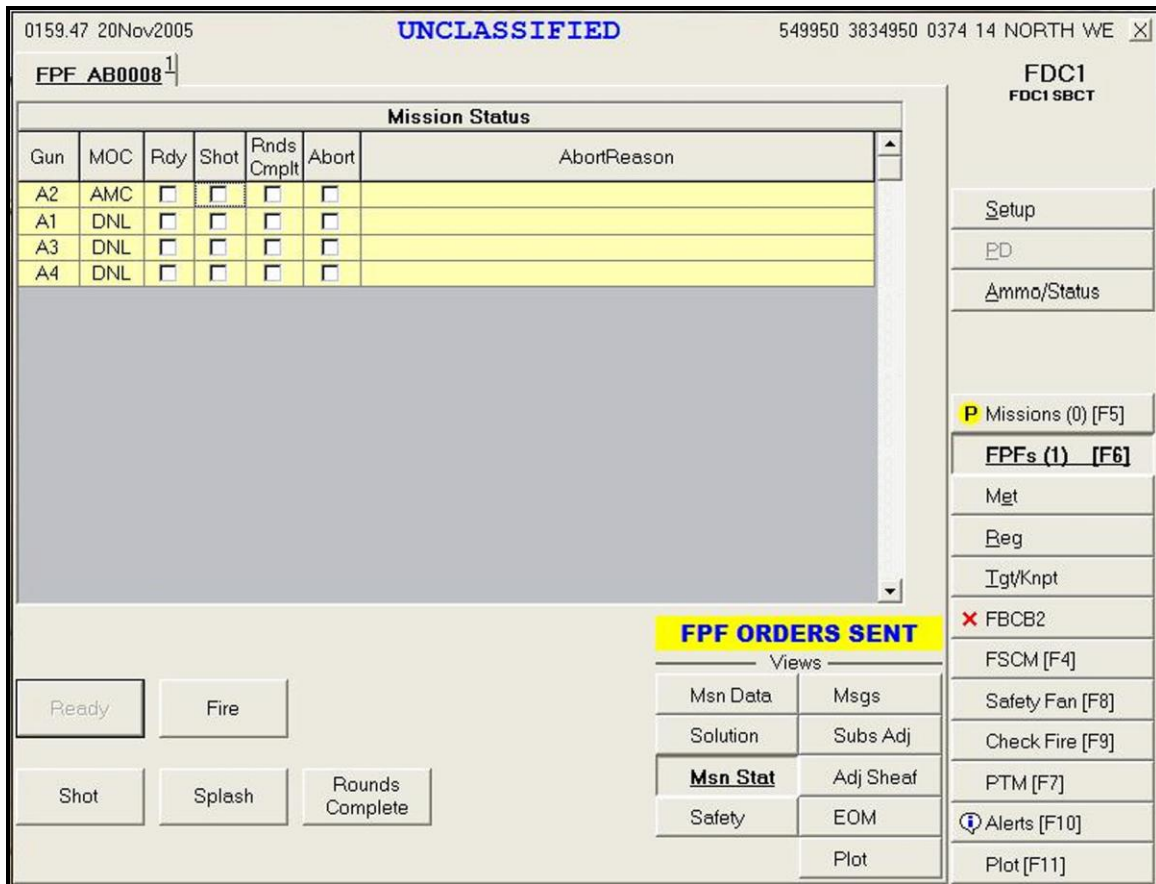 0159.47 20Nov2005 UNCLASSIFIED 549950 3834950 0374 14 NORTH WE X
FPF AB0008 1
FDC1
FDC1 SBCT
Mission Status
Gun MOC Rdy Shot Rnds Cmplt Abort AbortReason
A2 AMC
A1 DNL
A3 DNL
A4 DNL
Setup
PD
Ammo/Status
P Missions (0) [F5]
FPFs (1) [F6]
Met
Reg
Tgt/Knpt
FBCB2
FSCM [F4]
Safety Fan [F8]
Check Fire [F9]
PTM [F7]
Alerts [F10]
Plot [F11]
FPF ORDERS SENT
Views
Msn Data Msgs
Solution Subs Adj
Msn Stat Adj Sheaf
Safety EOM
Plot
Ready Fire
Shot Splash Rounds Complete